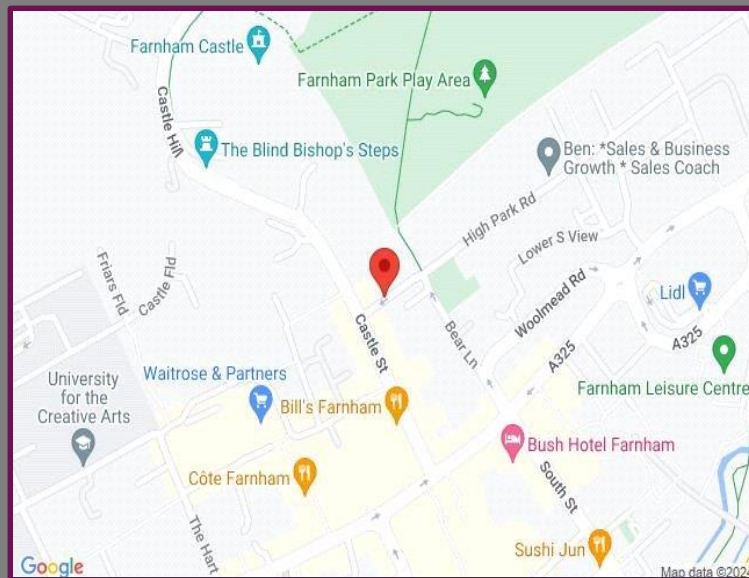 Farnham Castle
Farnham Park Play Area
Castle Hill
The Blind Bishop's Steps
Ben: *Sales & Business
Growth * Sales Coach
High Park Rd
Lower S View
Friars Fld
Castle Fld
Woolmead Rd
Lidl
Castle St
Bear Ln
A325
A325
University
for the
Creative Arts
Waitrose & Partners
Farnham Leisure Centre
Bill's Farnham
Bush Hotel Farnham
Côte Farnham
South St
The Hart
Sushi Jun
Google
Map data ©2024